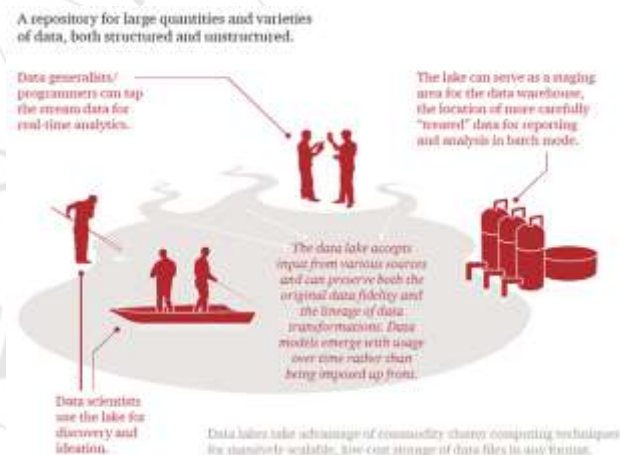 A repository for large quantities and varieties
of data, both structured and unstructured.
Data generalists/
programmers can tap
the stream data for
real-time analytics.
The lake can serve as a staging
area for the data warehouse,
the location of more carefully
"treated" data for reporting
and analysis in batch mode.
The data lake accepts
input from various sources
and can preserve both the
original data fidelity and
the lineage of data
transformations. Data
models emerge with usage
over time rather than
being imposed up front.
Data scientists
use the lake for
discovery and
ideation.
Data lakes take advantage of commodity cluster computing techniques
for massively scalable, low-cost storage of data files in any format.